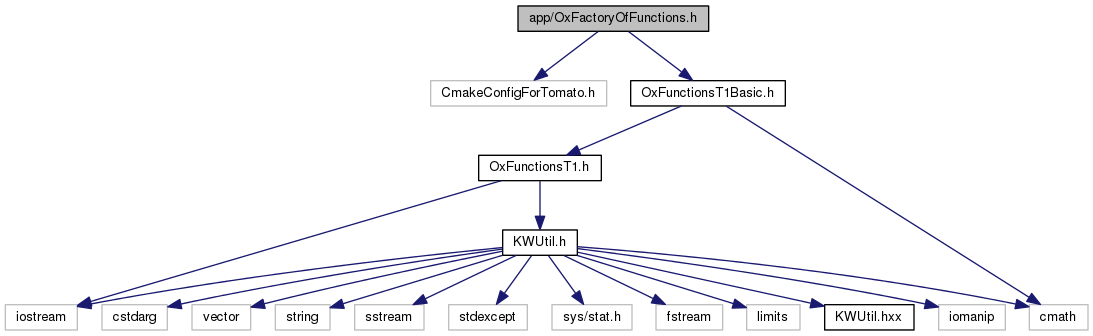 app/OxFactoryOfFunctions.h
CmakeConfigForTomato.h
OxFunctionsT1Basic.h
OxFunctionsT1.h
KWUtil.h
iostream
cstdarg
vector
string
sstream
stdexcept
sys/stat.h
fstream
limits
KWUtil.hxx
iomanip
cmath